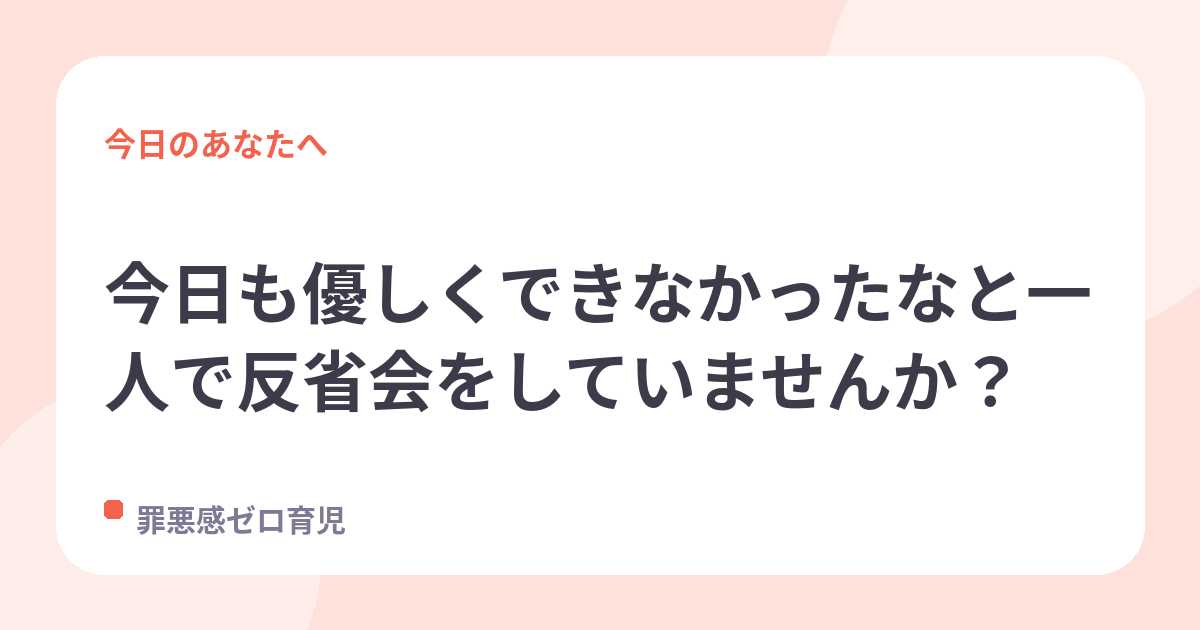 今日のあなたへ
今日も優しくできなかったなと一
人で反省会をしていませんか？
罪悪感ゼロ育児